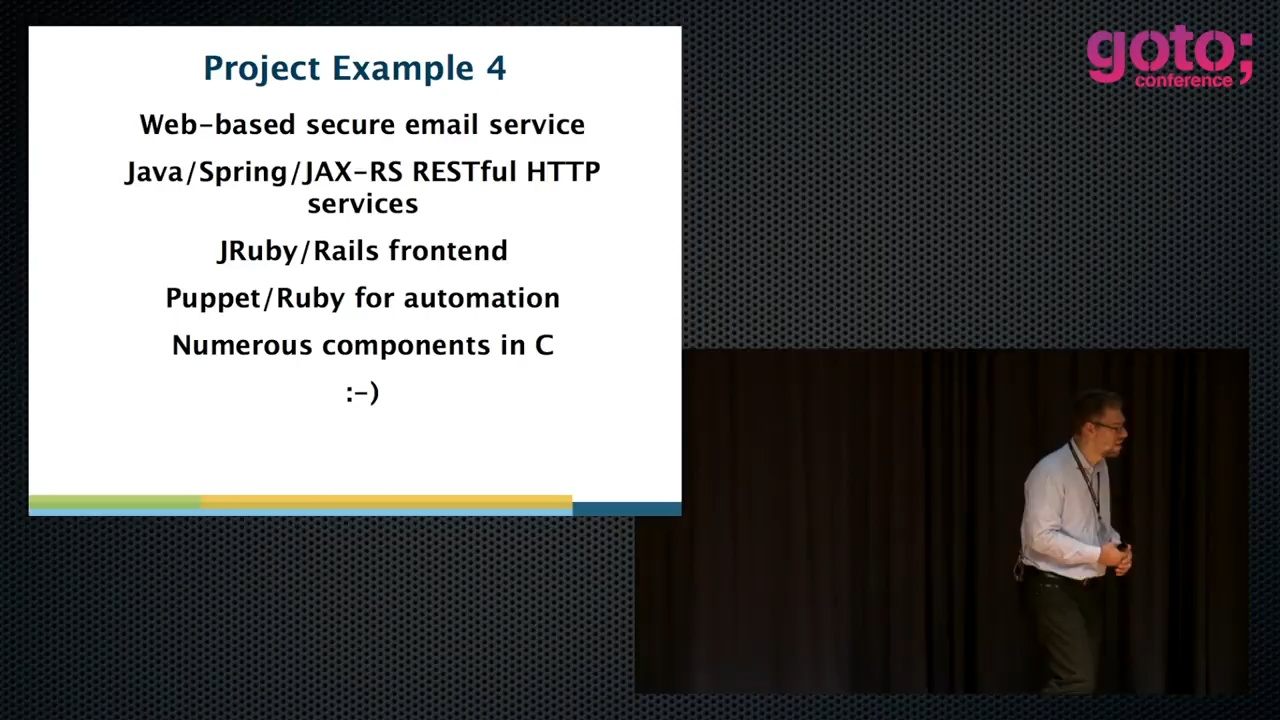 Project Example 4
Web-based secure email service
Java/Spring/JAX-RS RESTful HTTP
services
JRuby/Rails frontend
Puppet/Ruby for automation
Numerous components in C
:-)
goto;
conference